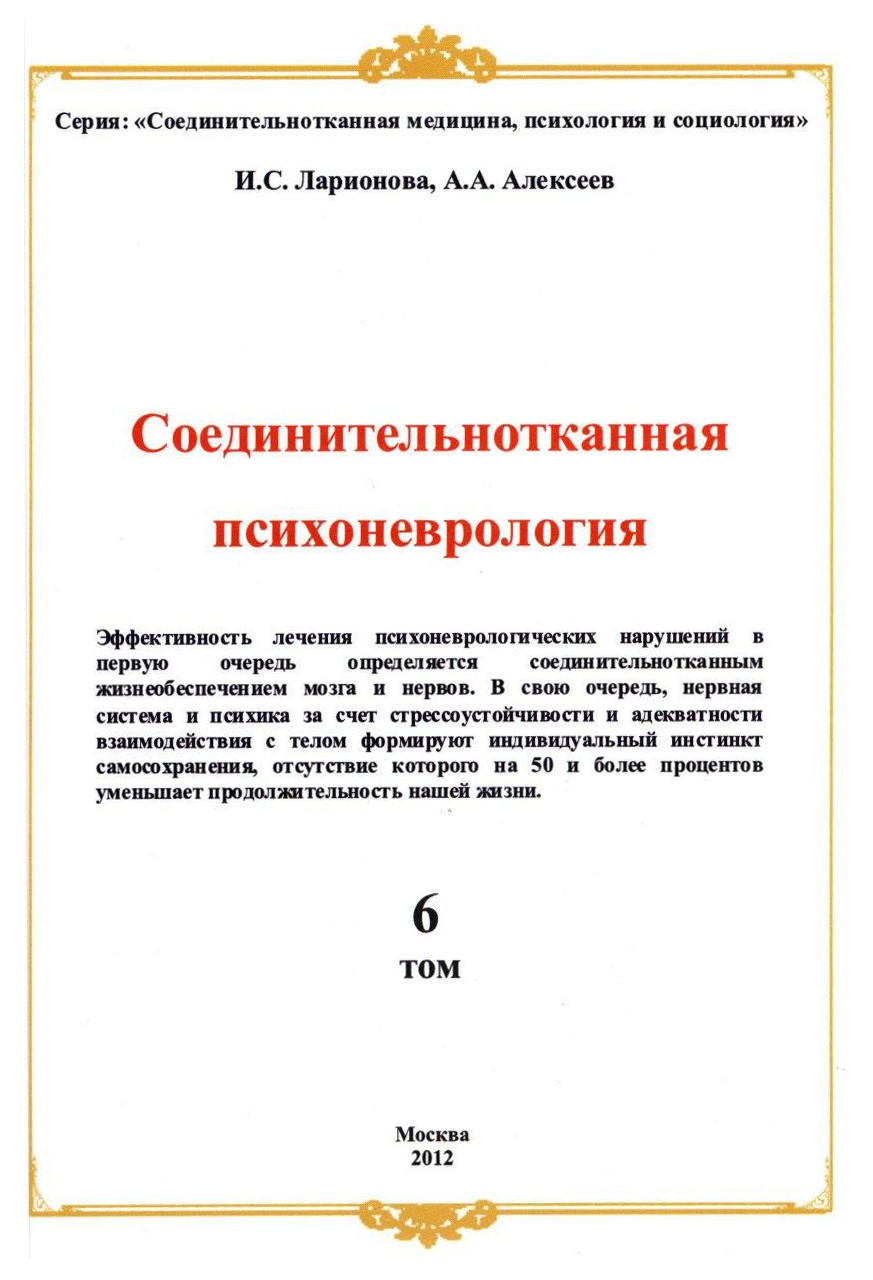 Серия: «Соединительнотканная медицина, психология и социология»
И.С. Ларионова, А.А. Алексеев
Соединительнотканная
психоневрология
Эффективность лечения психоневрологических нарушений в
первую очередь определяется соединительнотканным
жизнеобеспечением мозга и нервов. В свою очередь, нервная
система и психика за счет стрессоустойчивости и адекватности
взаимодействия с телом формируют индивидуальный инстинкт
самосохранения, отсутствие которого на 50 и более процентов
уменьшает продолжительность нашей жизни.
6
том
Москва
2012